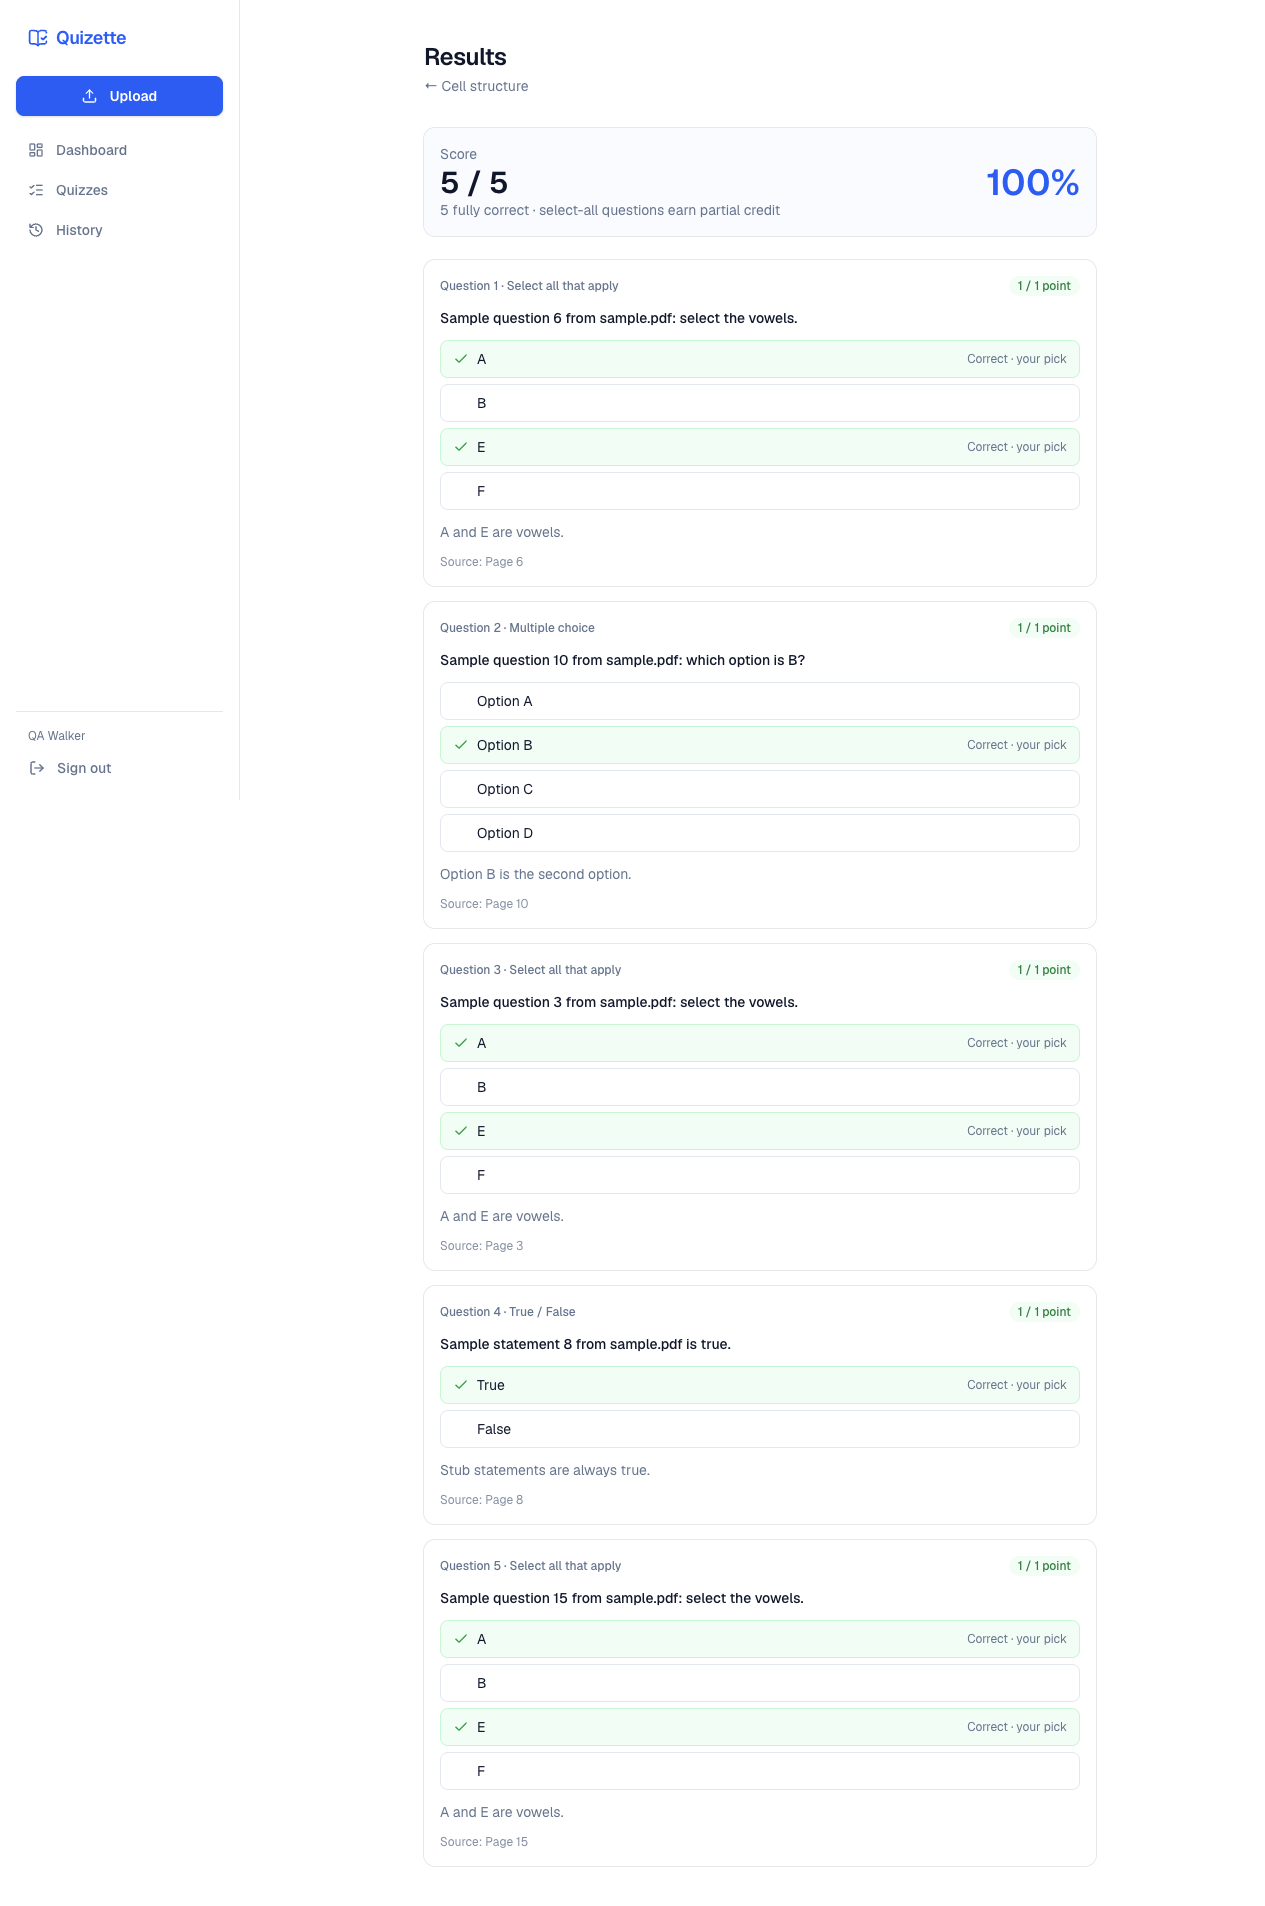 Quizette
Upload
Dashboard
Quizzes
History
QA Walker
Sign out
Results
← Cell structure
Score
5 / 5
100%
5 fully correct · select-all questions earn partial credit
Question 1 · Select all that apply
1 / 1 point
Sample question 6 from sample.pdf: select the vowels.
A
Correct · your pick
B
E
Correct · your pick
F
A and E are vowels.
Source: Page 6
Question 2 · Multiple choice
1 / 1 point
Sample question 10 from sample.pdf: which option is B?
Option A
Option B
Correct · your pick
Option C
Option D
Option B is the second option.
Source: Page 10
Question 3 · Select all that apply
1 / 1 point
Sample question 3 from sample.pdf: select the vowels.
A
Correct · your pick
B
E
Correct · your pick
F
A and E are vowels.
Source: Page 3
Question 4 · True / False
1 / 1 point
Sample statement 8 from sample.pdf is true.
True
Correct · your pick
False
Stub statements are always true.
Source: Page 8
Question 5 · Select all that apply
1 / 1 point
Sample question 15 from sample.pdf: select the vowels.
A
Correct · your pick
B
E
Correct · your pick
F
A and E are vowels.
Source: Page 15